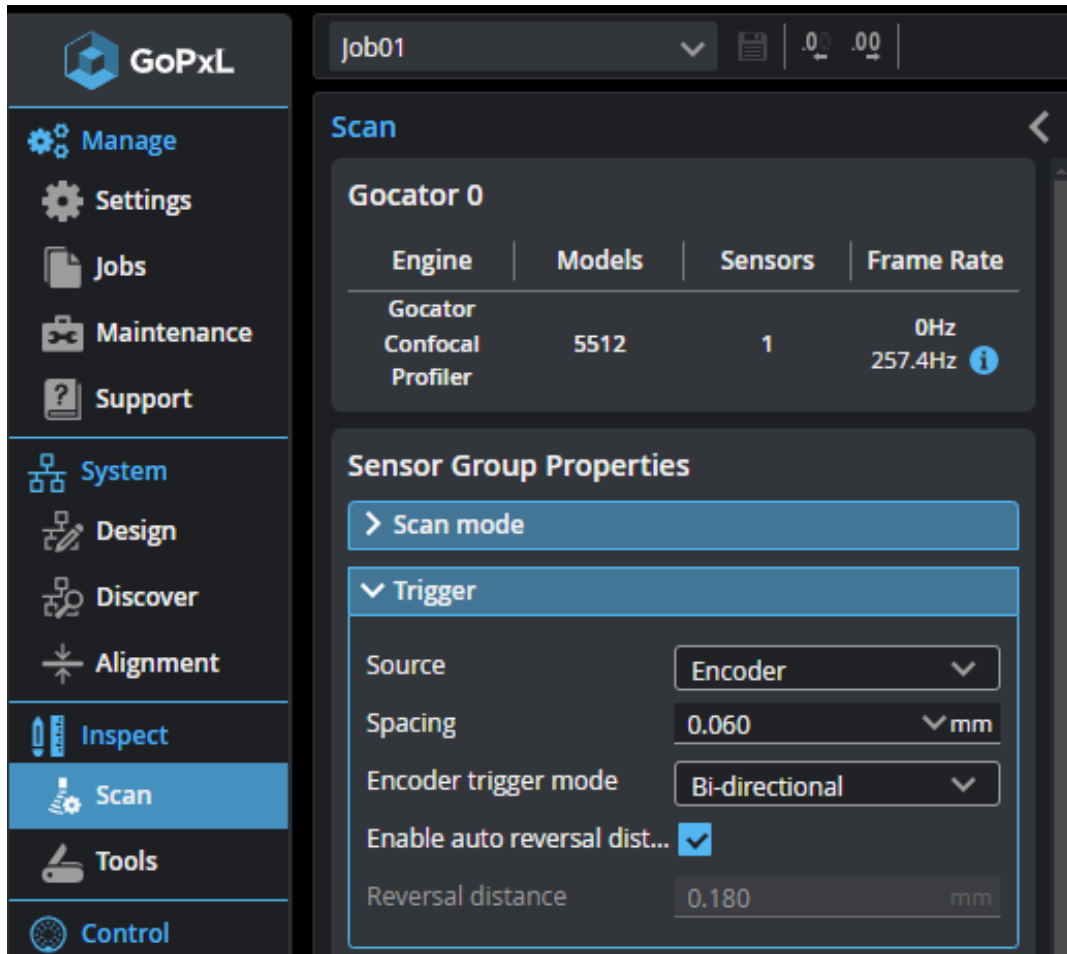 GoPxL
Manage
Settings
Jobs
Maintenance
Support
System
Design
Discover
Alignment
Inspect
Scan
Tools
Control
Job01
.00
.00
Scan
Gocator 0
Engine Models Sensors Frame Rate
Gocator
Confocal
Profiler
5512
1
0Hz
257.4Hz
Sensor Group Properties
Scan mode
Trigger
Source Encoder
Spacing 0.060 mm
Encoder trigger mode Bi-directional
Enable auto reversal dist...
Reversal distance 0.180 mm